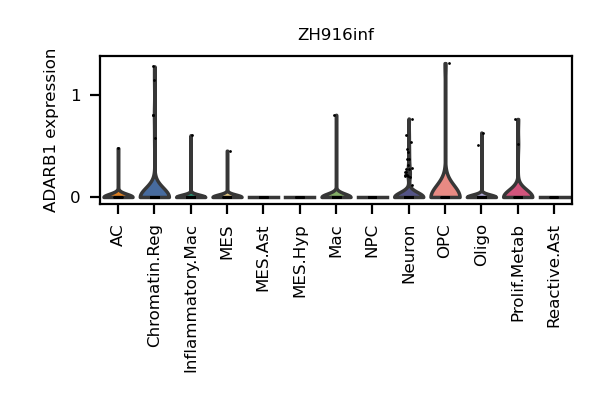 ZH916inf
ADARB1 expression
1
0
AC
Chromatin.Reg
Inflammatory.Mac
MES
MES.Ast
MES.Hyp
Mac
NPC
Neuron
OPC
Oligo
Prolif.Metab
Reactive.Ast